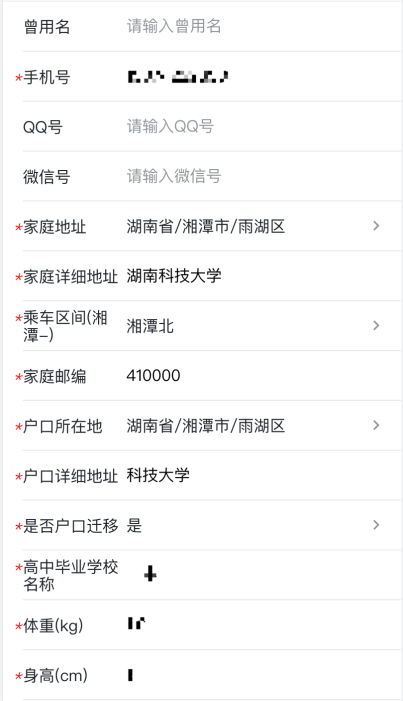 曾用名 请输入曾用名
*手机号
QQ号 请输入QQ号
微信号 请输入微信号
*家庭地址 湖南省/湘潭市/雨湖区
*家庭详细地址 湖南科技大学
*乘车区间(湘
潭-) 湘潭北
*家庭邮编 410000
*户口所在地 湖南省/湘潭市/雨湖区
*户口详细地址 科技大学
*是否户口迁移 是
*高中毕业学校
名称
*体重(kg)
*身高(cm)